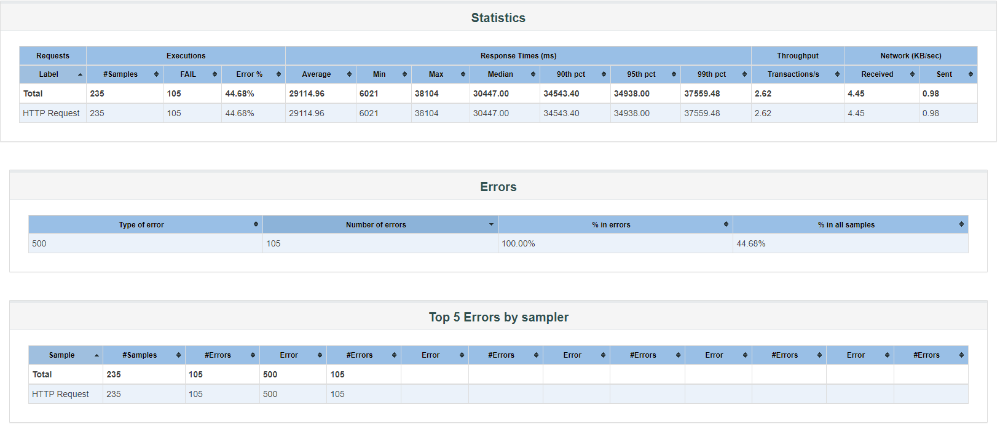 Statistics
Requests Executions Response Times (ms) Throughput Network (KB/sec)
Label #Samples FAIL Error % Average Min Max Median 90th pct 95th pct 99th pct Transactions/s Received Sent
Total 235 105 44.68% 29114.96 6021 38104 30447.00 34543.40 34938.00 37559.48 2.62 4.45 0.98
HTTP Request 235 105 44.68% 29114.96 6021 38104 30447.00 34543.40 34938.00 37559.48 2.62 4.45 0.98
Errors
Type of error Number of errors % in errors % in all samples
500 105 100.00% 44.68%
Top 5 Errors by sampler
Sample #Samples #Errors Error #Errors Error #Errors Error #Errors Error #Errors Error #Errors
Total 235 105 500 105
HTTP Request 235 105 500 105